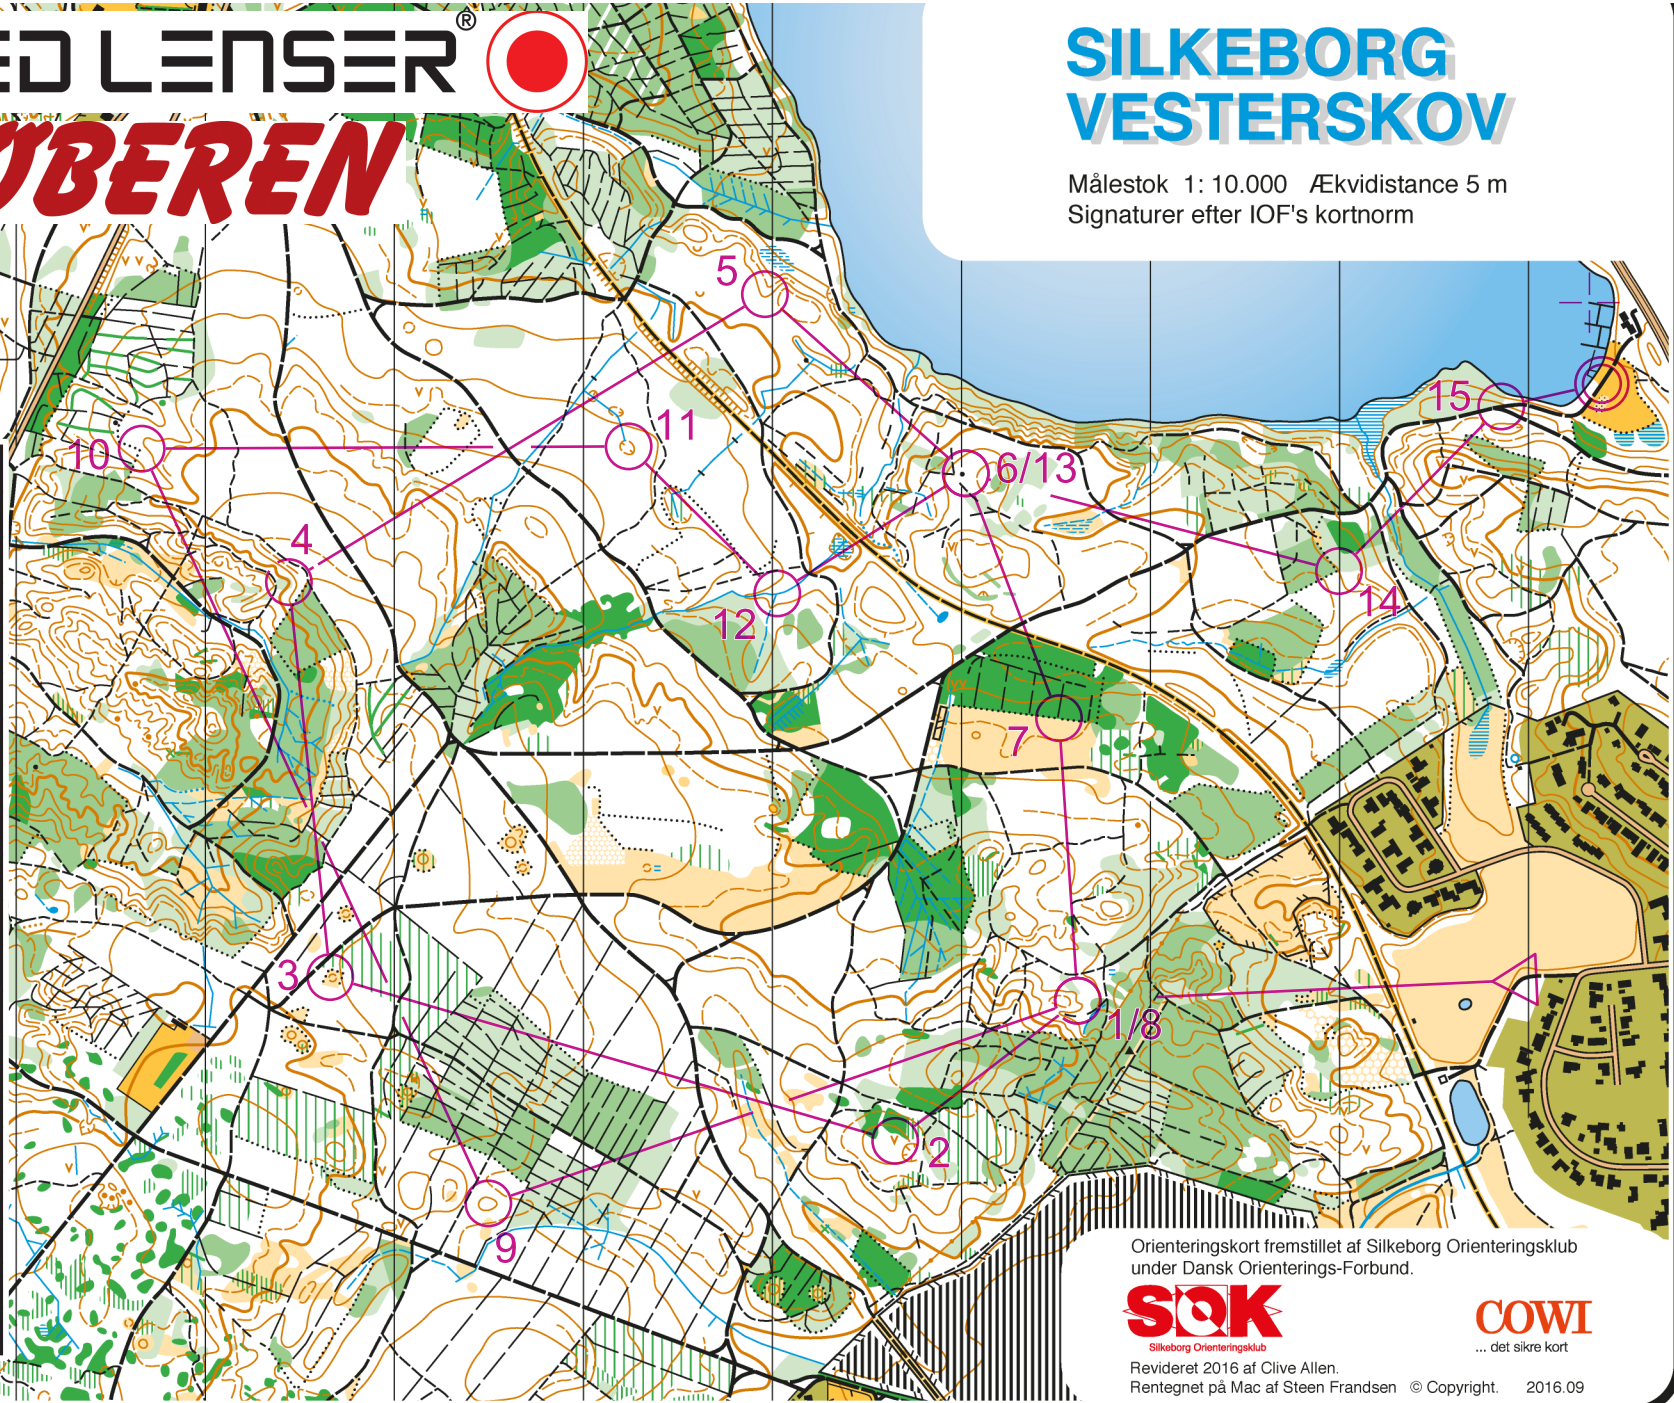 ED LENSER®
ØBEREN
SILKEBORG
VESTERSKOV
Målestok 1: 10.000 Ækvidistance 5 m
Signaturer efter IOF's kortnorm
5
15
11
10
6/13
4
14
12
7
3
1/8
2
9
Orienteringskort fremstillet af Silkeborg Orienteringsklub
under Dansk Orienterings-Forbund.
SOK
Silkeborg Orienteringsklub
COWI
... det sikre kort
Revideret 2016 af Clive Allen.
Rentegnet på Mac af Steen Frandsen © Copyright. 2016.09